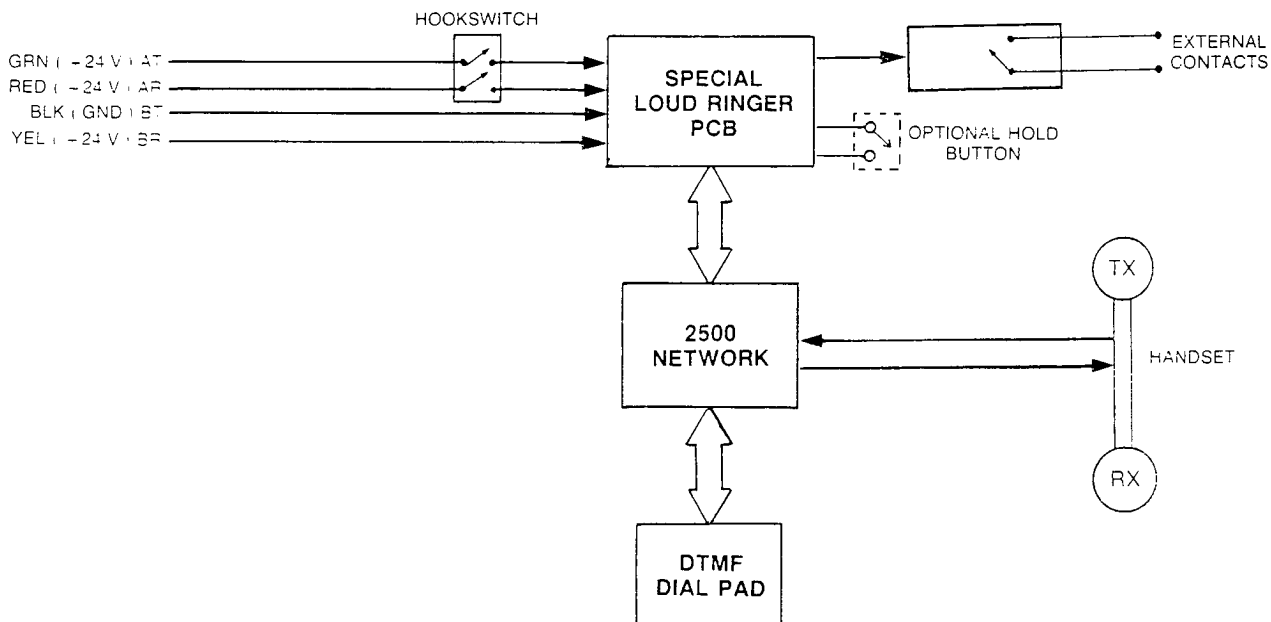 HOOKSWITCH
GRN ( -24 V ) AT
RED ( -24 V ) AR
BLK ( GND ) BT
YEL ( -24 V ) BR
SPECIAL
LOUD RINGER
PCB
EXTERNAL
CONTACTS
OPTIONAL HOLD
BUTTON
TX
2500
NETWORK
HANDSET
RX
DTMF
DIAL PAD